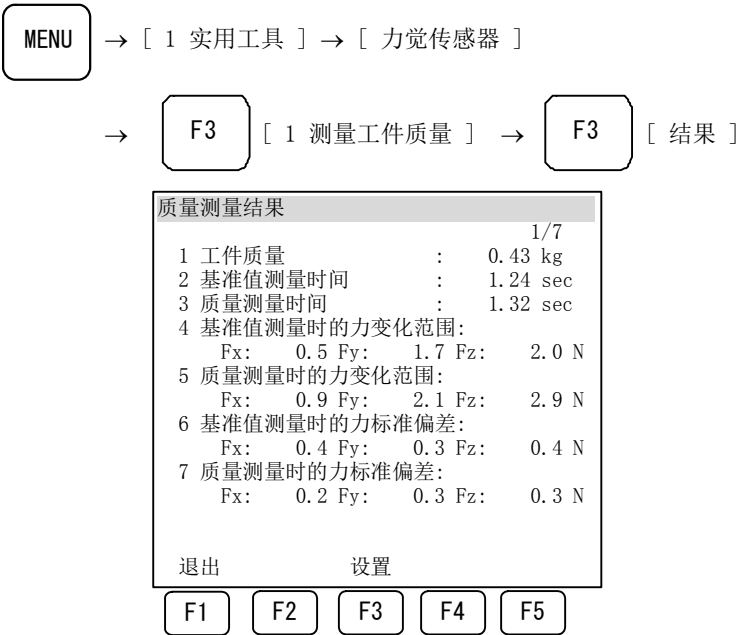 MENU → [ 1 实用工具 ] → [ 力觉传感器 ]
→ F3 [ 1 测量工件质量 ] → F3 [ 结果 ]
质量测量结果
1/7
1 工件质量 : 0.43 kg
2 基准值测量时间 : 1.24 sec
3 质量测量时间 : 1.32 sec
4 基准值测量时的力变化范围:
Fx: 0.5 Fy: 1.7 Fz: 2.0 N
5 质量测量时的力变化范围:
Fx: 0.9 Fy: 2.1 Fz: 2.9 N
6 基准值测量时的力标准偏差:
Fx: 0.4 Fy: 0.3 Fz: 0.4 N
7 质量测量时的力标准偏差:
Fx: 0.2 Fy: 0.3 Fz: 0.3 N
退出 设置
F1 F2 F3 F4 F5